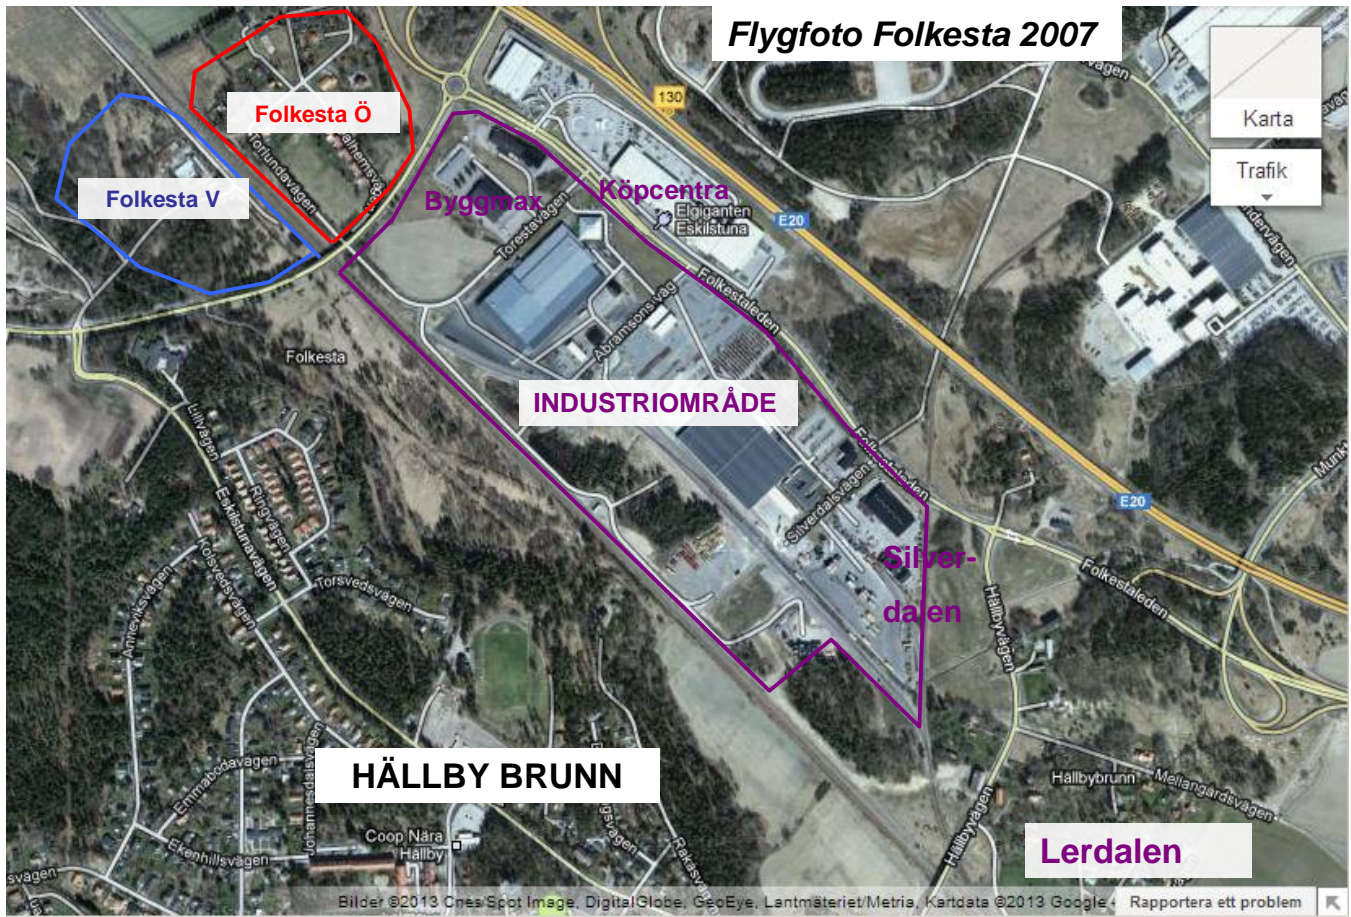 Flygfoto Folkesta 2007
Karta
Trafik
130
Folkesta Ö
Folkesta V
Torlundavägen
Byggmax
Köpcentra
Elgiganten
Eskilstuna
E20
Torestavägen
Folkestaleden
Abramsonsväg
Folkesta
INDUSTRIOMRÅDE
Lillvägen
Ringvägen
Eskilstunavägen
Kolsvedsvägen
Torsvedsvägen
Anneviksvägen
Folkestaleden
Silverdalsvägen
E20
Silver-
dalen
Folkestaleden
Hällbyvägen
HÄLLBY BRUNN
Emmabodavägen
Johannesdalsvägen
Ekenhillsvägen
Coop Nära
Hällby
Hällbybrunn
Mellangårdsvägen
Hällbyvägen
Lerdalen
svägen
Bilder ©2013 Cnes/Spot Image, DigitalGlobe, GeoEye, Lantmäteriet/Metria, Kartdata ©2013 Google
Rapportera ett problem